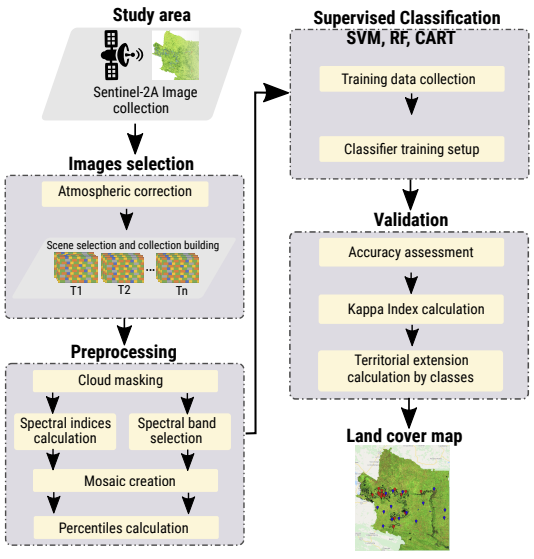 Study area
Sentinel-2A Image
collection
Images selection
Atmospheric correction
Scene selection and collection building
T1 T2 ... Tn
Preprocessing
Cloud masking
Spectral indices
calculation
Spectral band
selection
Mosaic creation
Percentiles calculation
Supervised Classification
SVM, RF, CART
Training data collection
Classifier training setup
Validation
Accuracy assessment
Kappa Index calculation
Territorial extension
calculation by classes
Land cover map